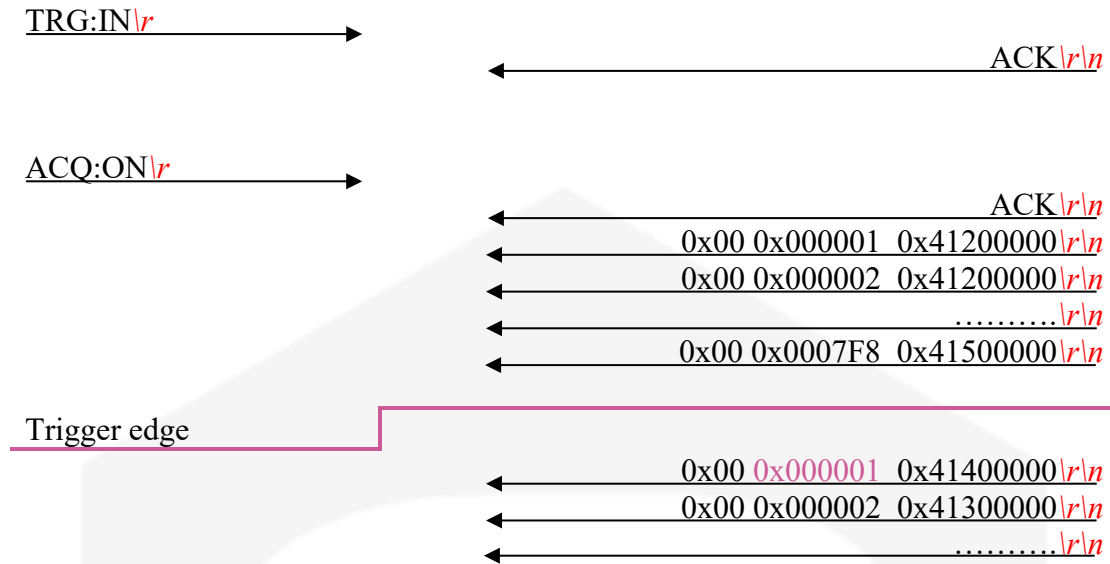 TRG:IN\r
ACK\r\n
ACQ:ON\r
ACK\r\n
0x00 0x000001 0x41200000\r\n
0x00 0x000002 0x41200000\r\n
……….\r\n
0x00 0x0007F8 0x41500000\r\n
Trigger edge
0x00 0x000001 0x41400000\r\n
0x00 0x000002 0x41300000\r\n
……….\r\n